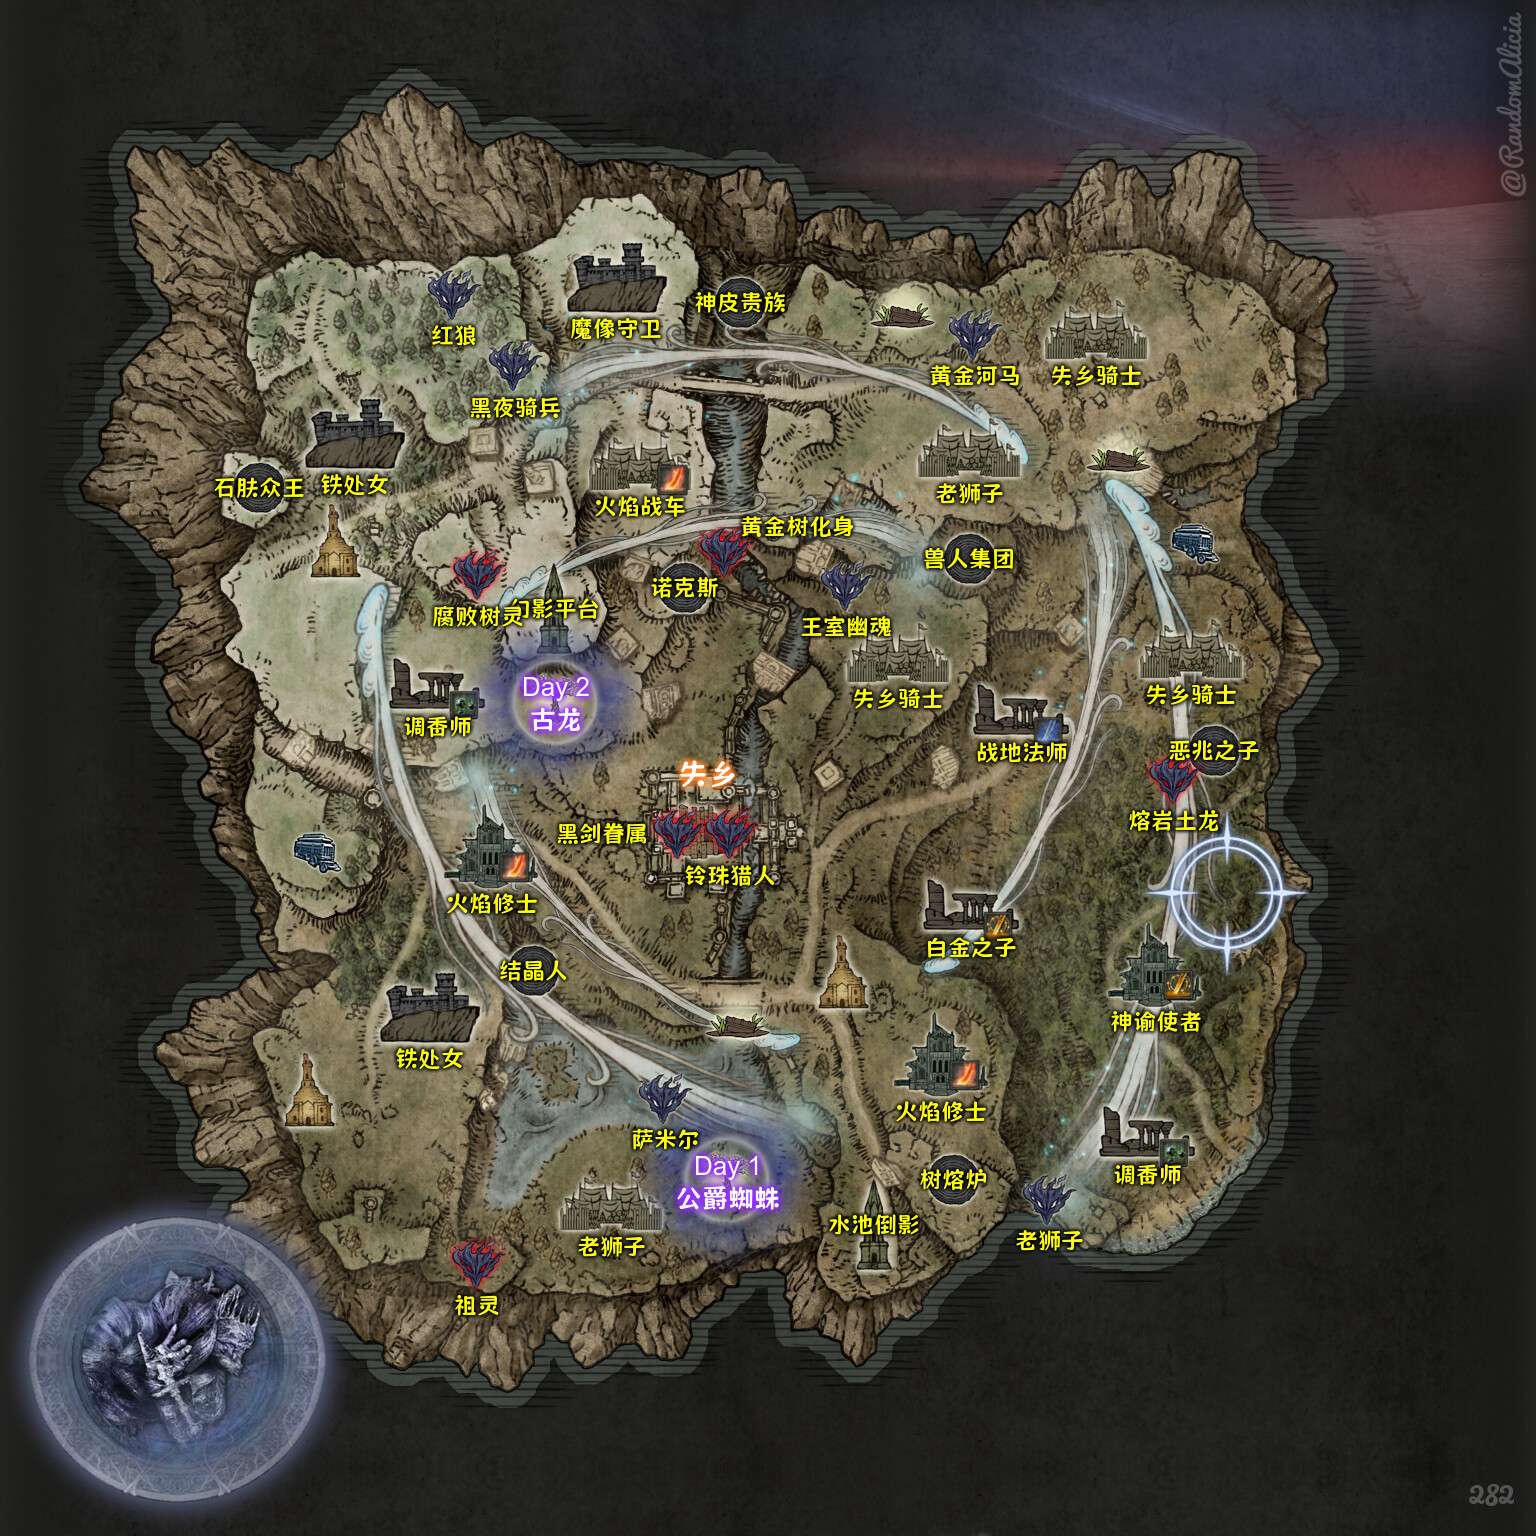 @RandomAlicia
红狼
魔像守卫
神皮贵族
黄金河马
失乡骑士
黑夜骑兵
石肤众王
铁处女
火焰战车
老狮子
黄金树化身
兽人集团
诺克斯
腐败树灵
幻影平台
王室幽魂
失乡骑士
失乡骑士
Day 2
古龙
调香师
战地法师
恶兆之子
失乡
熔岩土龙
黑剑眷属
铃珠猎人
火焰修士
白金之子
结晶人
神谕使者
铁处女
火焰修士
萨米尔
Day 1
公爵蜘蛛
树熔炉
调香师
水池倒影
老狮子
老狮子
祖灵
282